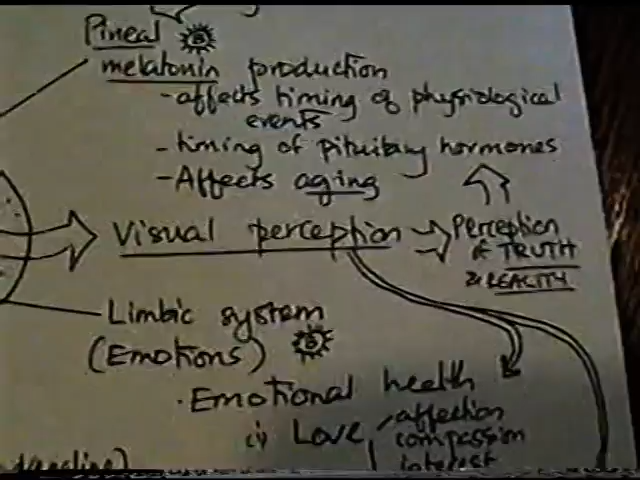 Pineal
melatonin production
-affects timing of physiological
events
-timing of pituitary hormones
-Affects aging
Visual perception
Perception
of TRUTH
& REALITY
Limbic system
(Emotions)
. Emotional health
(i) Love
affection
compassion
interest